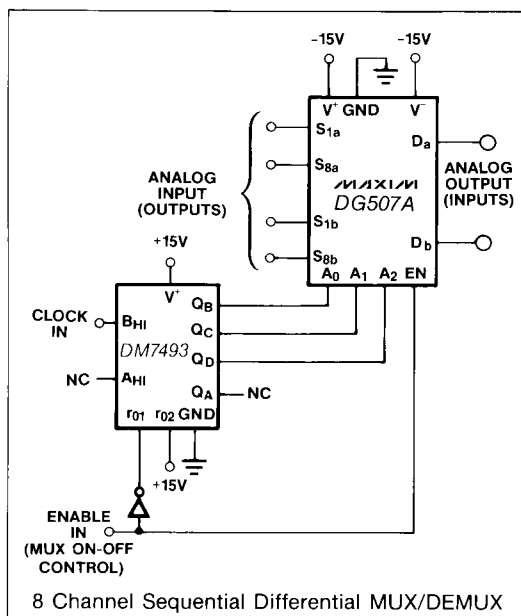 −15V
−15V
V+ GND V−
S1a
S8a
S1b
S8b
Da
Db
MAXIM
DG507A
A0 A1 A2 EN
ANALOG
INPUT
(OUTPUTS)
ANALOG
OUTPUT
(INPUTS)
+15V
V+
CLOCK
IN
BHI
DM7493
NC
AHI
QB
QC
QD
QA
NC
r01 r02 GND
+15V
ENABLE
IN
(MUX ON-OFF
CONTROL)
8 Channel Sequential Differential MUX/DEMUX